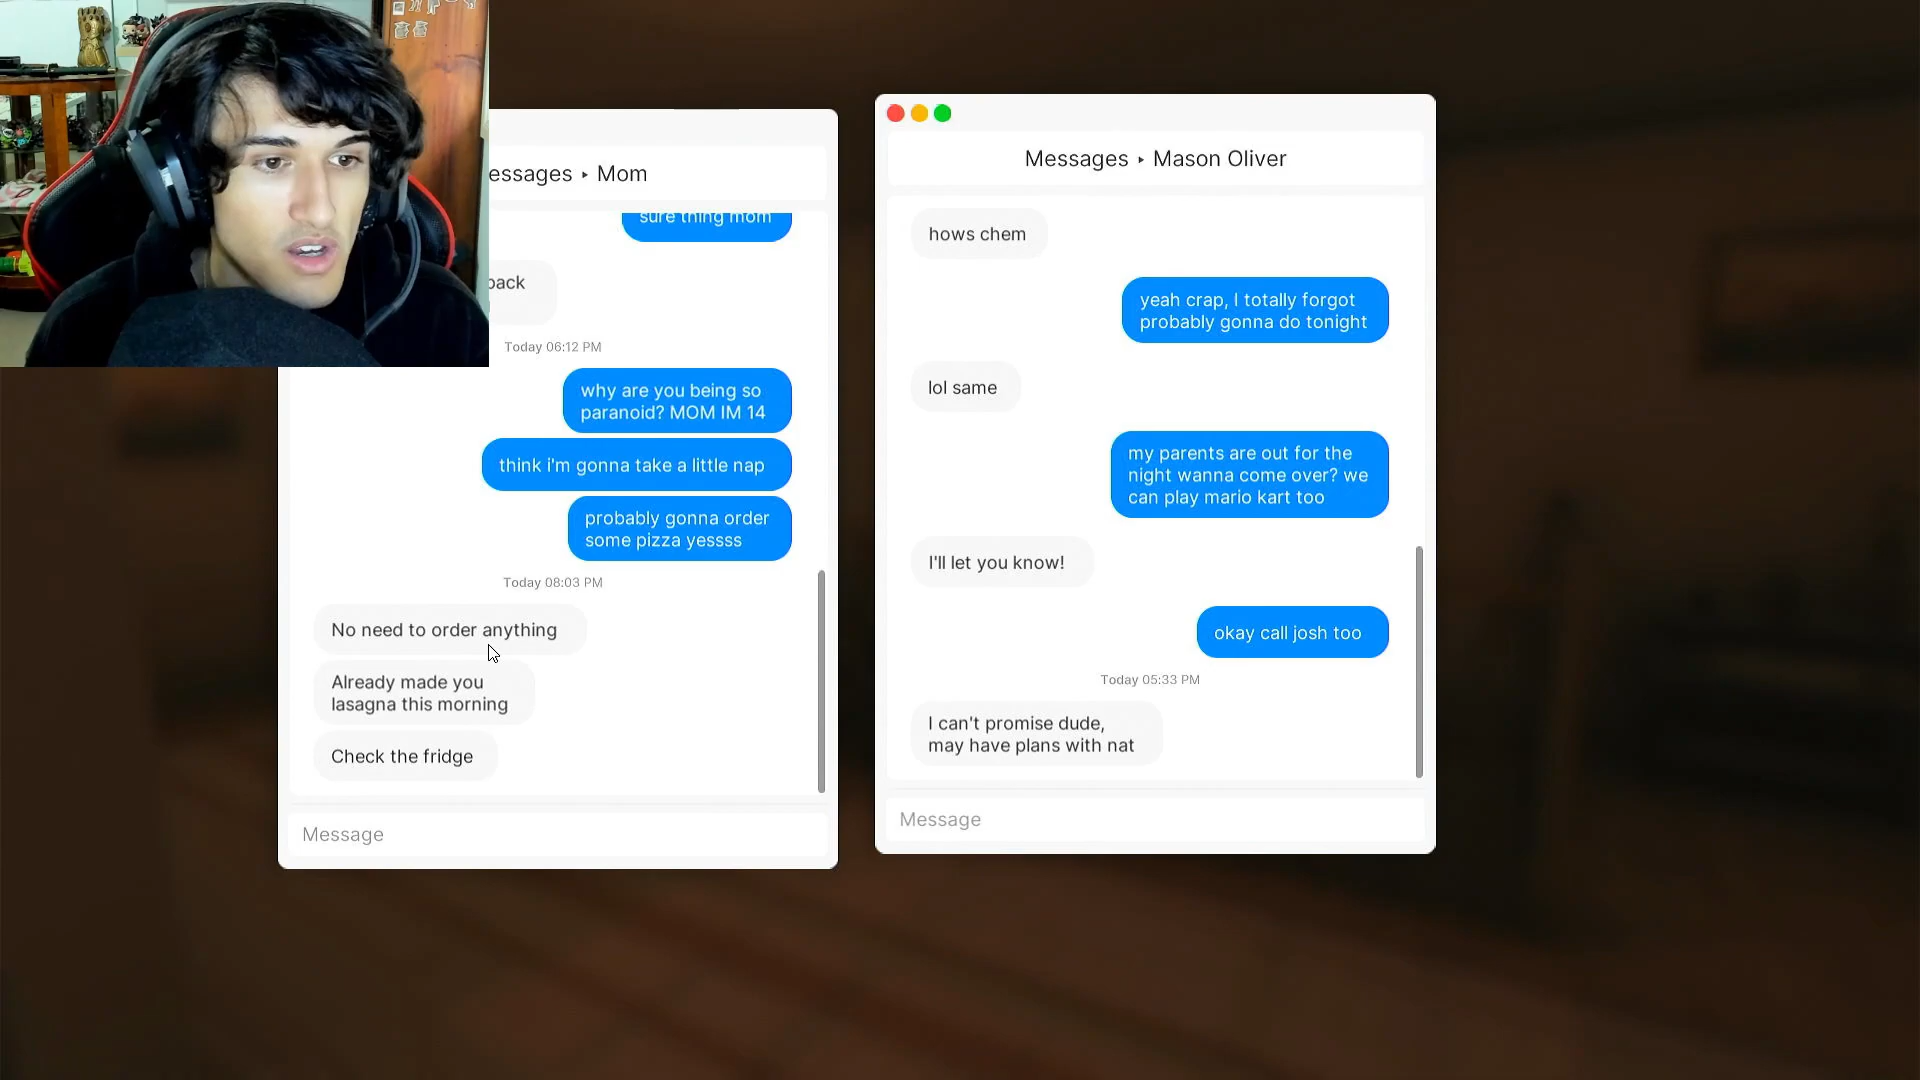 essages ▸ Mom
sure thing mom
back
Today 06:12 PM
why are you being so
paranoid? MOM IM 14
think i'm gonna take a little nap
probably gonna order
some pizza yessss
Today 08:03 PM
No need to order anything
Already made you
lasagna this morning
Check the fridge
Message
Messages ▸ Mason Oliver
hows chem
yeah crap, I totally forgot
probably gonna do tonight
lol same
my parents are out for the
night wanna come over? we
can play mario kart too
I'll let you know!
okay call josh too
Today 05:33 PM
I can't promise dude,
may have plans with nat
Message